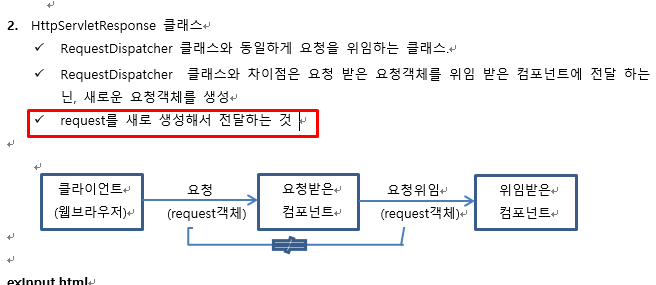 2. HttpServletResponse 클래스
✓ RequestDispatcher 클래스와 동일하게 요청을 위임하는 클래스.
✓ RequestDispatcher 클래스와 차이점은 요청 받은 요청객체를 위임 받은 컴포넌트에 전달 하는
닌, 새로운 요청객체를 생성
✓ request를 새로 생성해서 전달하는 것
클라이언트 요청 요청받은 요청위임 위임받은
(웹브라우저) (request객체) 컴포넌트 (request객체) 컴포넌트
exInput.html